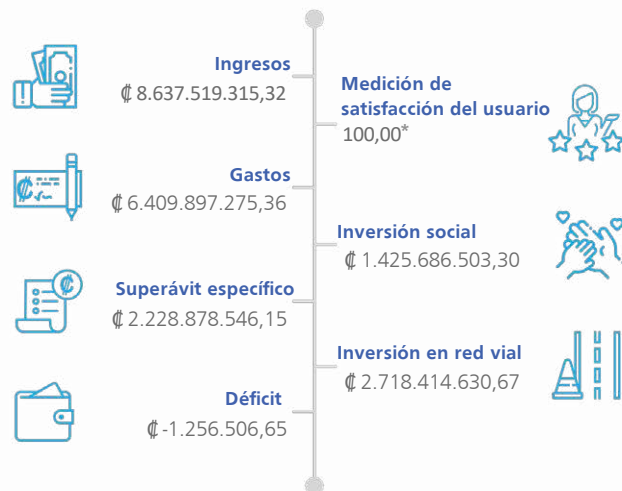 Ingresos
₡ 8.637.519.315,32
Medición de
satisfacción del usuario
100,00*
Gastos
₡ 6.409.897.275,36
Inversión social
₡ 1.425.686.503,30
Superávit específico
₡ 2.228.878.546,15
Inversión en red vial
₡ 2.718.414.630,67
Déficit
₡ -1.256.506,65